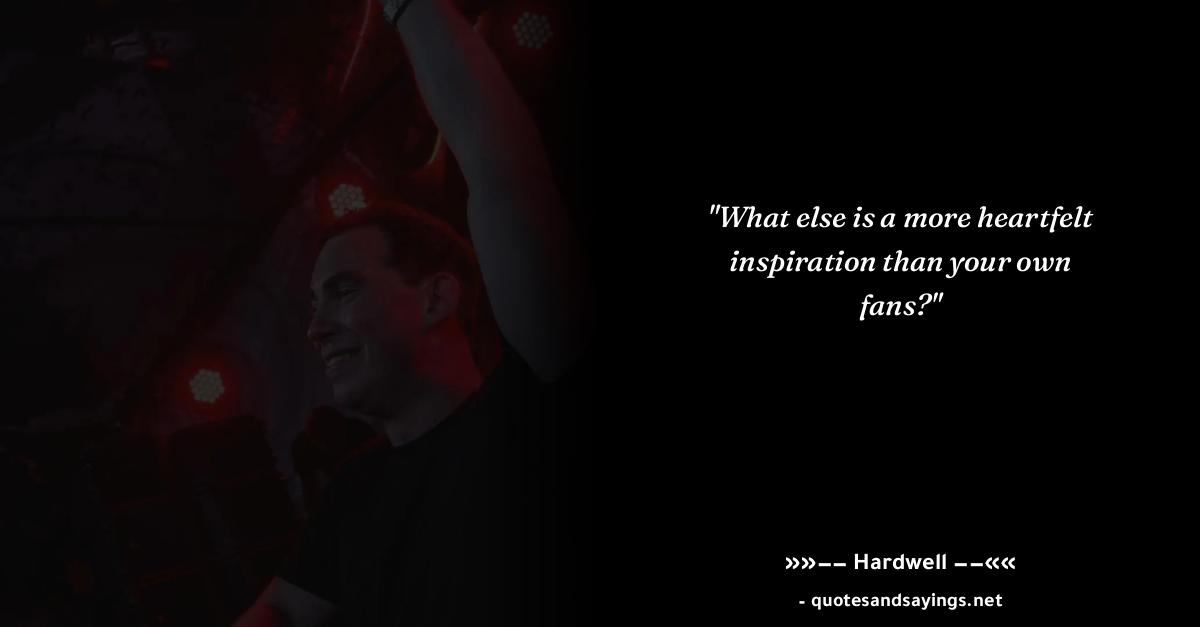 "What else is a more heartfelt
inspiration than your own
fans?"
»»–– Hardwell ––««
- quotesandsayings.net